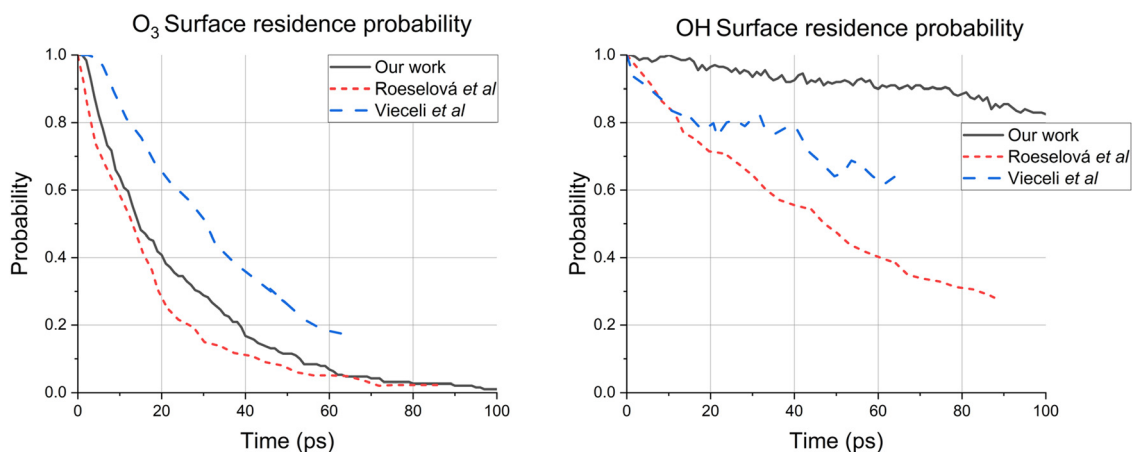 O₃ Surface residence probability
1.0
0.8
0.6
0.4
0.2
0.0
Probability
0
20
40
60
80
100
Time (ps)
Our work
Roeselová et al
Vieceli et al
OH Surface residence probability
1.0
0.8
0.6
0.4
0.2
0.0
Probability
0
20
40
60
80
100
Time (ps)
Our work
Roeselová et al
Vieceli et al